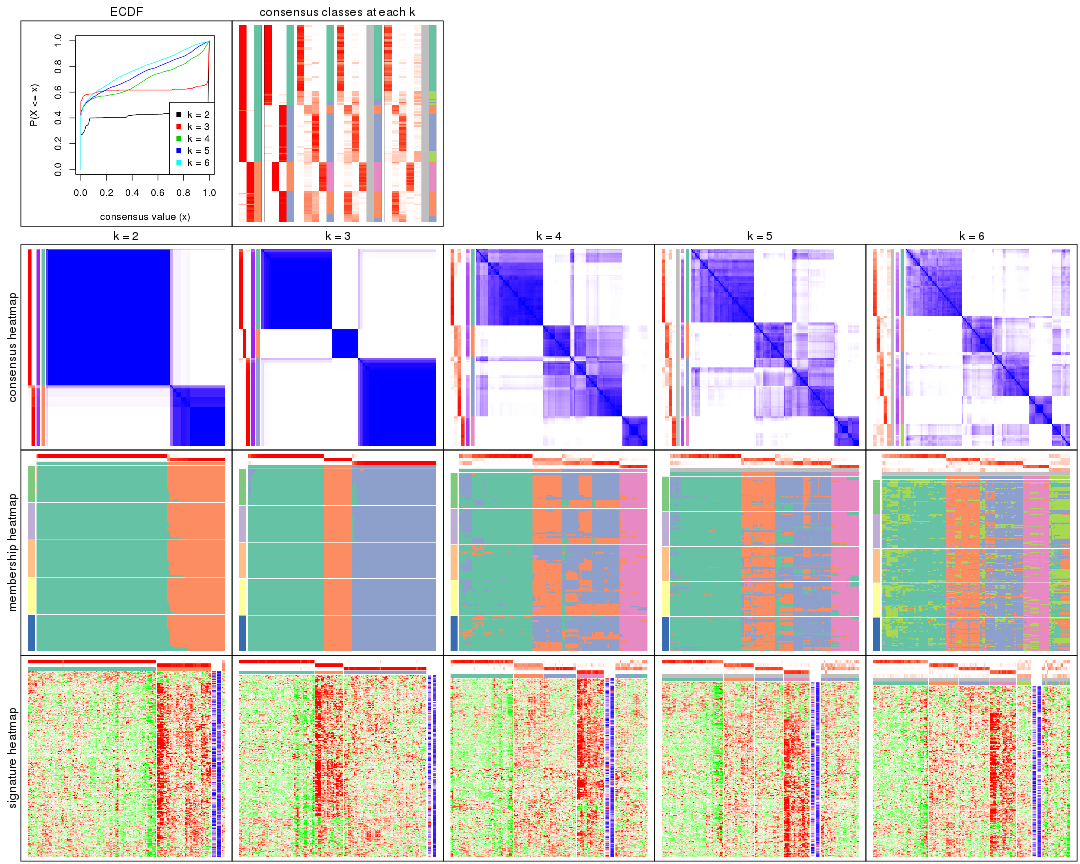 ECDF
consensus classes at each k
P(X <= x)
0.0 0.2 0.4 0.6 0.8 1.0
k = 2
k = 3
k = 4
k = 5
k = 6
0.0 0.2 0.4 0.6 0.8 1.0
consensus value (x)
k = 2 k = 3 k = 4 k = 5 k = 6
consensus heatmap
membership heatmap
signature heatmap